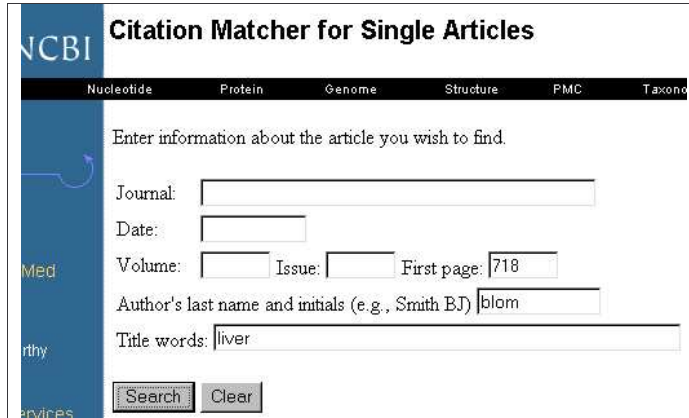 NCBI
Citation Matcher for Single Articles
Nucleotide Protein Genome Structure PMC Taxono
Enter information about the article you wish to find.
Journal:
Date:
Volume: Issue: First page: 718
Med
Author's last name and initials (e.g., Smith BJ) blom
Title words: liver
rthy
Search Clear
ervices